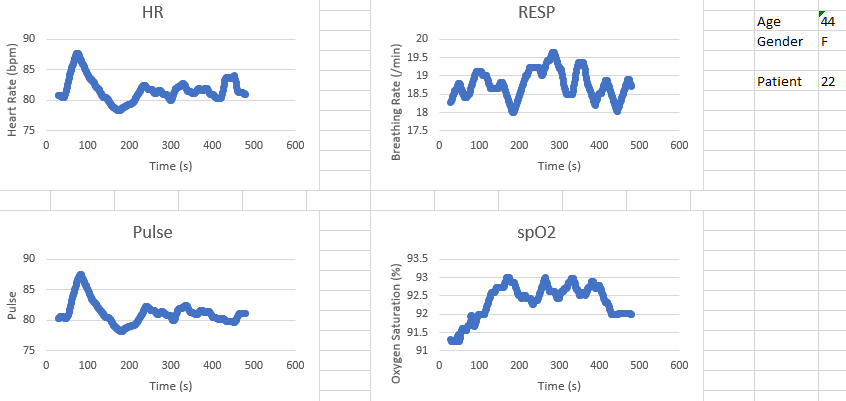 HR
90
85
80
75
Heart Rate (bpm)
0 100 200 300 400 500 600
Time (s)
RESP
20
19.5
19
18.5
18
17.5
Breathing Rate (/min)
0 100 200 300 400 500 600
Time (s)
Age 44
Gender F
Patient 22
Pulse
90
85
80
75
Pulse
0 100 200 300 400 500 600
Time (s)
spO2
93.5
93
92.5
92
91.5
91
Oxygen Saturation (%)
0 100 200 300 400 500 600
Time (s)